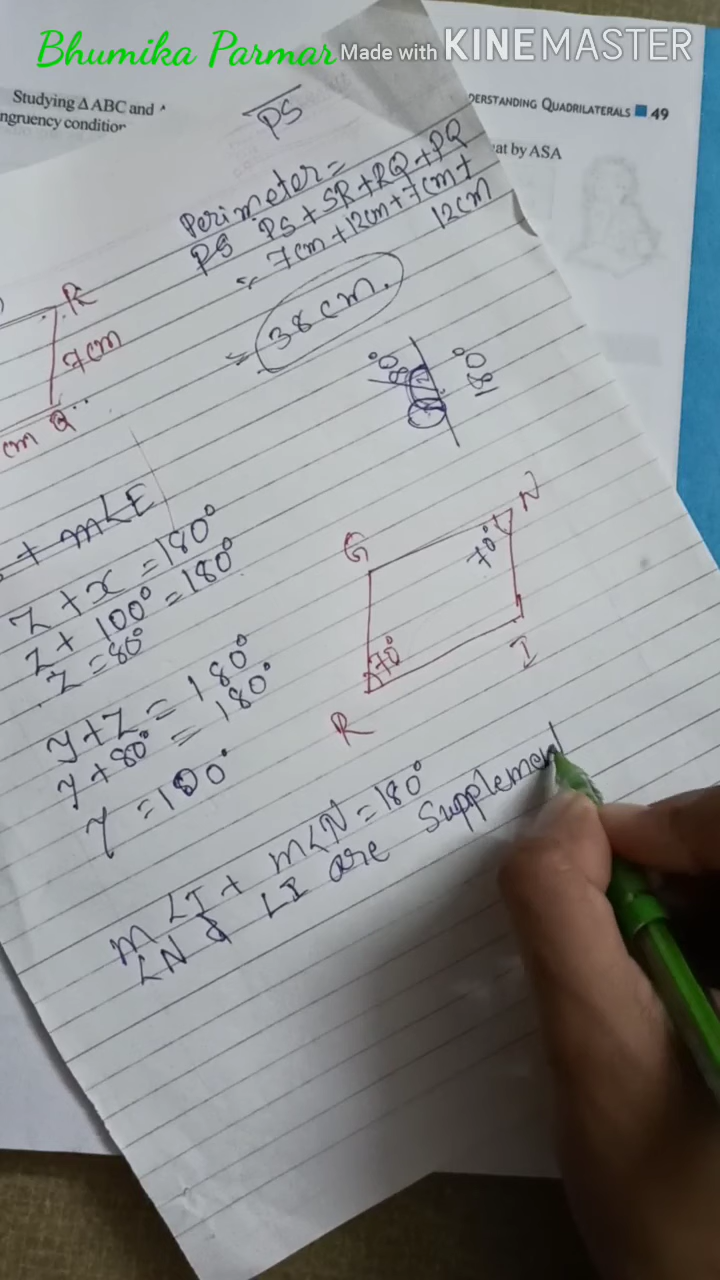 Bhumika Parmar
Made with KINEMASTER
Studying Δ ABC and
ngruency condition
DERSTANDING QUADRILATERALS 49
at by ASA
PS
Perimeter =
PS + SR + RQ + PQ
= 7cm + 12cm + 7cm +
12cm
= 38 cm.
R
7cm
cm Q
180°
+ m∠E
z + x = 180°
z + 100° = 180°
z = 80°
y + z = 180°
y + 80° = 180°
y = 100°
G
N
70°
70°
R
I
m∠I + m∠N = 180°
∠N & ∠I are Supplement